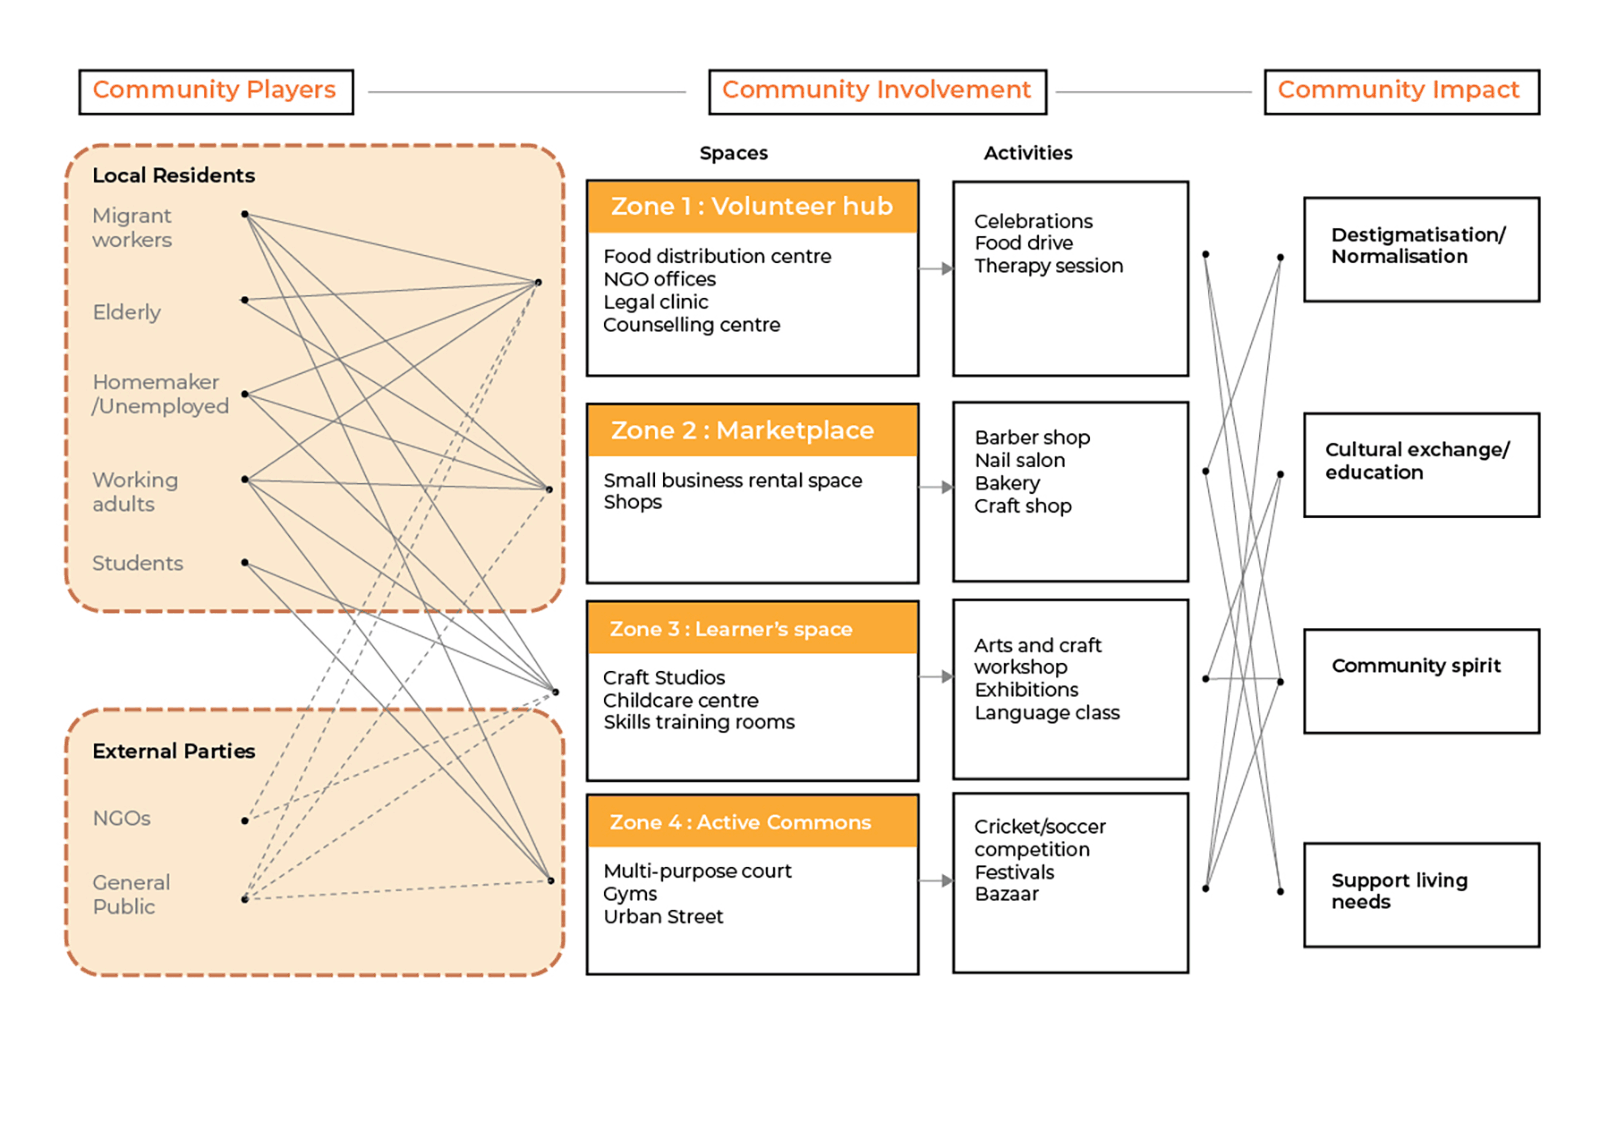 Community Players
Community Involvement
Community Impact
Local Residents
Migrant
workers
Elderly
Homemaker
/Unemployed
Working
adults
Students
External Parties
NGOs
General
Public
Spaces
Activities
Zone 1 : Volunteer hub
Food distribution centre
NGO offices
Legal clinic
Counselling centre
Celebrations
Food drive
Therapy session
Zone 2 : Marketplace
Small business rental space
Shops
Barber shop
Nail salon
Bakery
Craft shop
Zone 3 : Learner’s space
Craft Studios
Childcare centre
Skills training rooms
Arts and craft
workshop
Exhibitions
Language class
Zone 4 : Active Commons
Multi-purpose court
Gyms
Urban Street
Cricket/soccer
competition
Festivals
Bazaar
Destigmatisation/
Normalisation
Cultural exchange/
education
Community spirit
Support living
needs